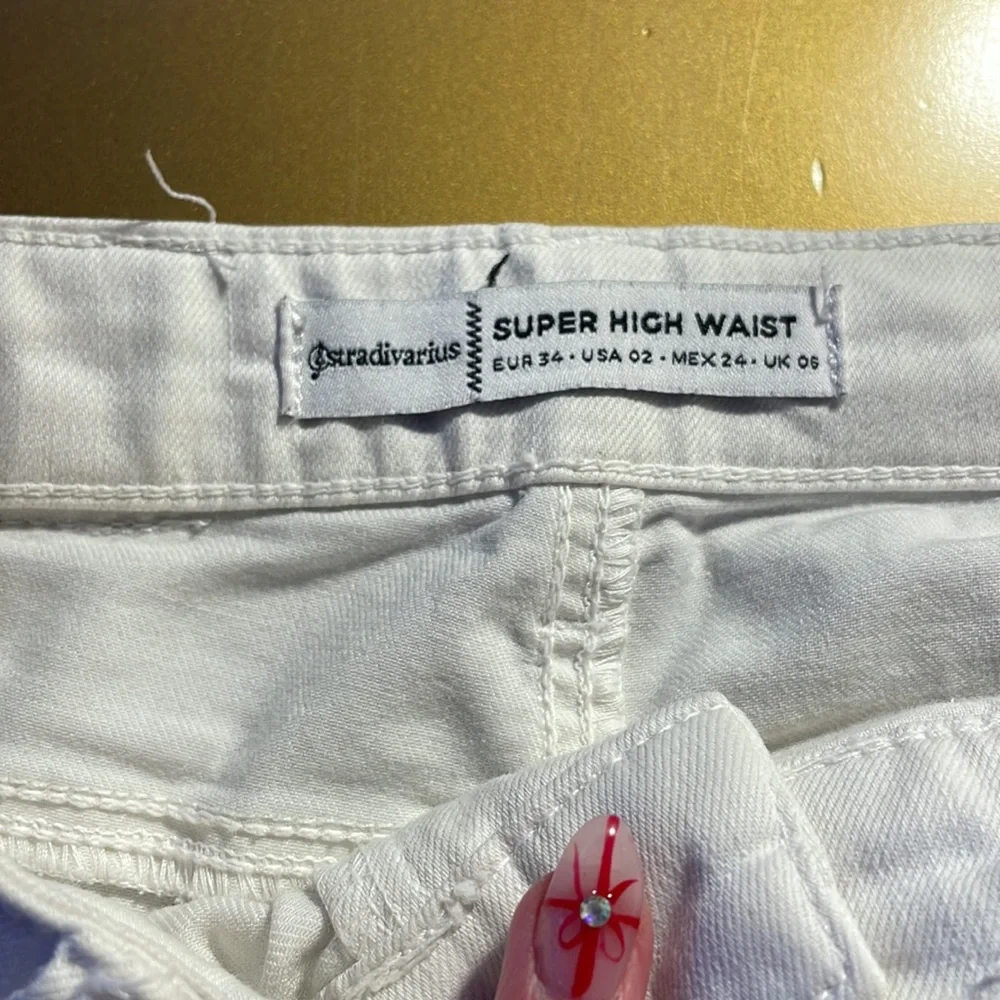 stradivarius
SUPER HIGH WAIST
EUR 34 · USA 02 · MEX 24 · UK 06